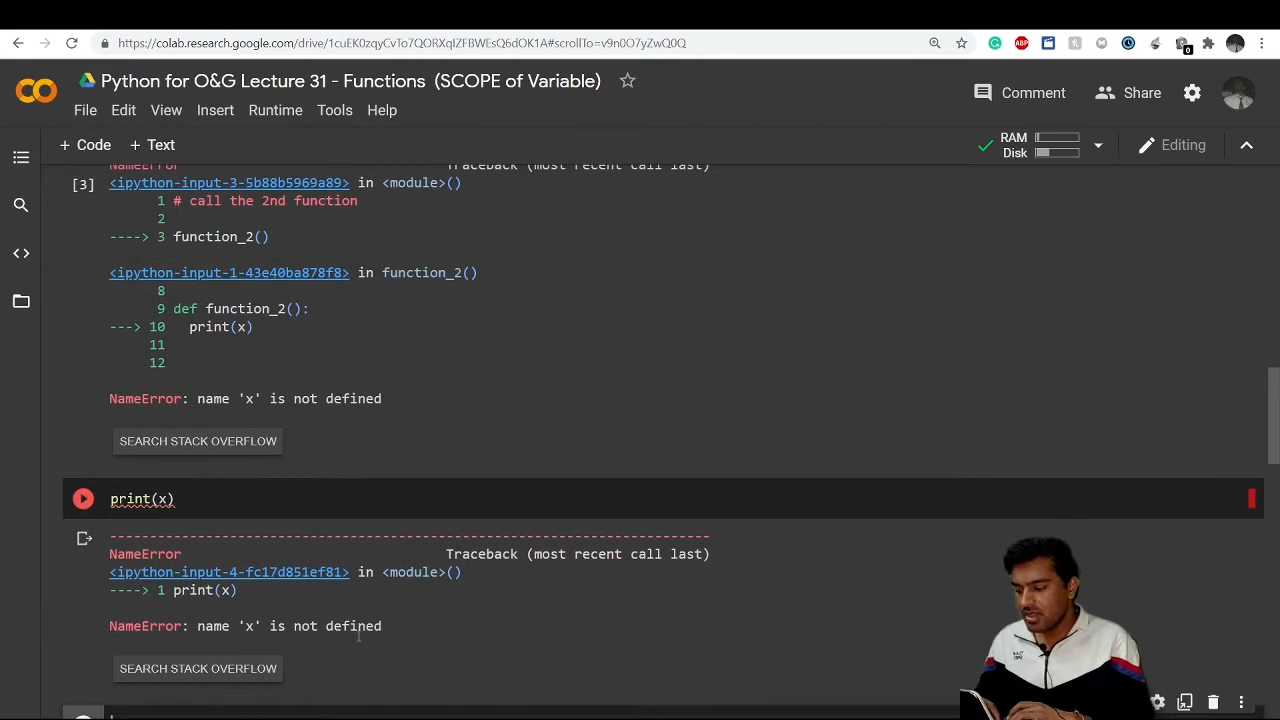 https://colab.research.google.com/drive/1cuEK0zqyCvTo7QQRXqIZFBWEsQ6dOK1A#scrollTo=v9n0O7yZwQ0Q
Python for O&G Lecture 31 - Functions (SCOPE of Variable)
Comment
Share
File Edit View Insert Runtime Tools Help
+ Code + Text
RAM
Disk
Editing
NameError Traceback (most recent call last)
[3] <ipython-input-3-5b88b5969a89> in <module>()
1 # call the 2nd function
2
----> 3 function_2()
<ipython-input-1-43e40ba878f8> in function_2()
8
9 def function_2():
---> 10 print(x)
11
12
NameError: name 'x' is not defined
SEARCH STACK OVERFLOW
print(x)
NameError Traceback (most recent call last)
<ipython-input-4-fc17d851ef81> in <module>()
----> 1 print(x)
NameError: name 'x' is not defined
SEARCH STACK OVERFLOW